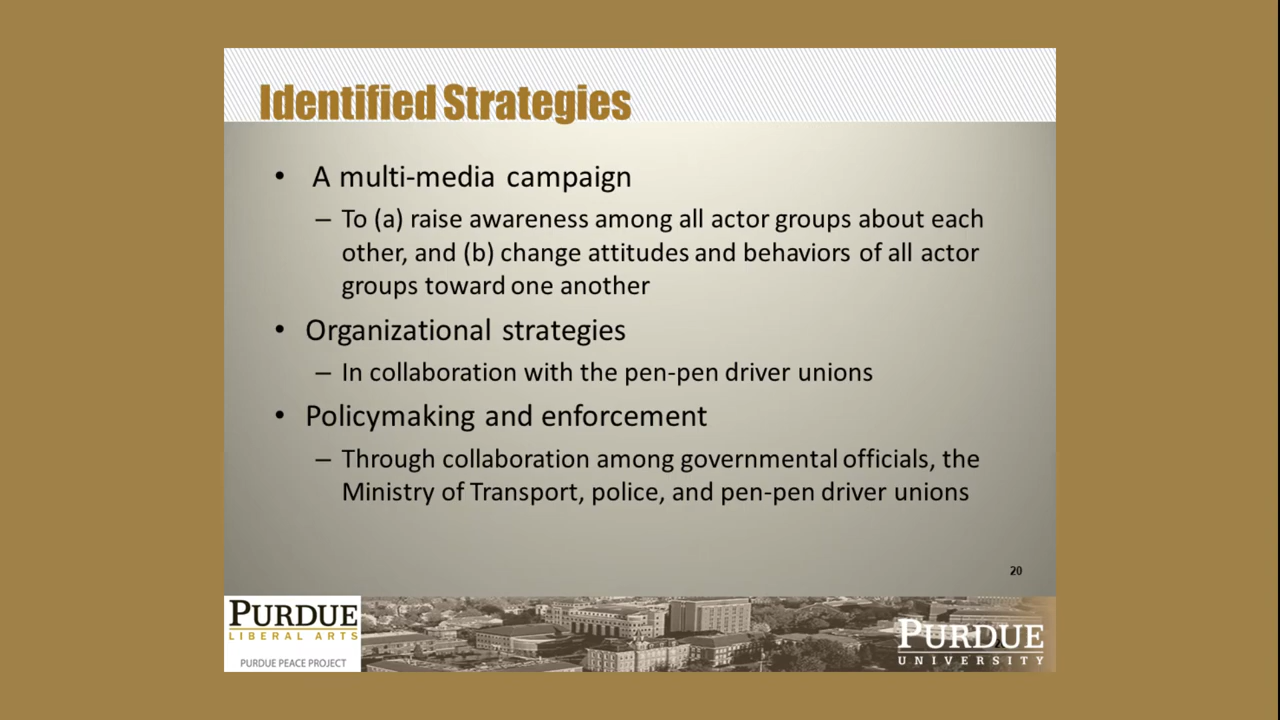 Identified Strategies
• A multi-media campaign
– To (a) raise awareness among all actor groups about each
other, and (b) change attitudes and behaviors of all actor
groups toward one another
• Organizational strategies
– In collaboration with the pen-pen driver unions
• Policymaking and enforcement
– Through collaboration among governmental officials, the
Ministry of Transport, police, and pen-pen driver unions
20
PURDUE
LIBERAL ARTS
PURDUE PEACE PROJECT
PURDUE
UNIVERSITY